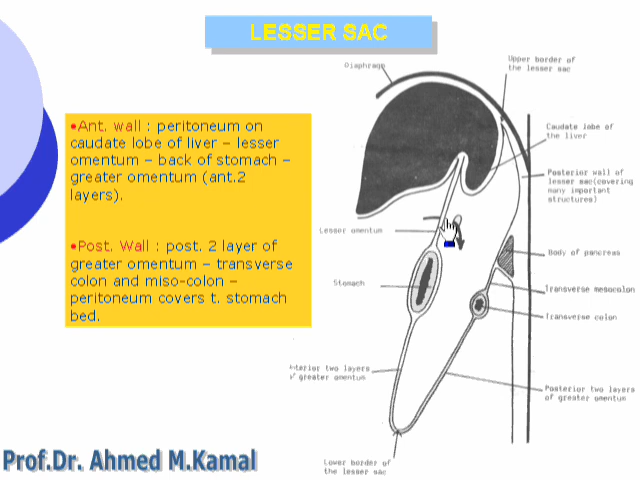 LESSER SAC
•Ant. wall : peritoneum on
caudate lobe of liver – lesser
omentum – back of stomach –
greater omentum (ant.2
layers).
•Post. Wall : post. 2 layer of
greater omentum – transverse
colon and miso-colon –
peritoneum covers t. stomach
bed.
Diaphragm
Upper border of
the lesser sac
Caudate lobe of
the liver
Posterior wall of
lesser sac(covering
many important
structures)
Lesser omentum
Body of pancreas
Stomach
Transverse mesocolon
Transverse colon
Anterior two layers
of greater omentum
Posterior two layers
of greater omentum
Lower border of
the lesser sac
Prof.Dr. Ahmed M.Kamal